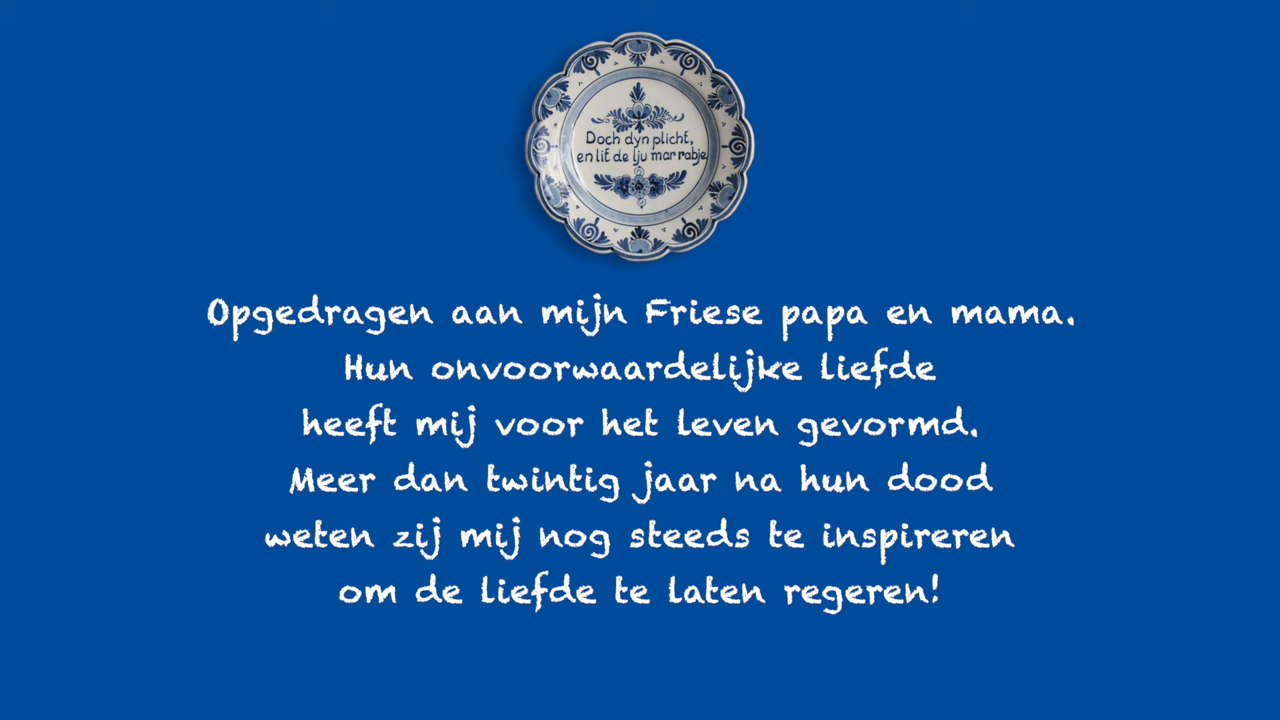 Doch dyn plicht,
en lit de lju mar rabje
Opgedragen aan mijn Friese papa en mama.
Hun onvoorwaardelijke liefde
heeft mij voor het leven gevormd.
Meer dan twintig jaar na hun dood
weten zij mij nog steeds te inspireren
om de liefde te laten regeren!